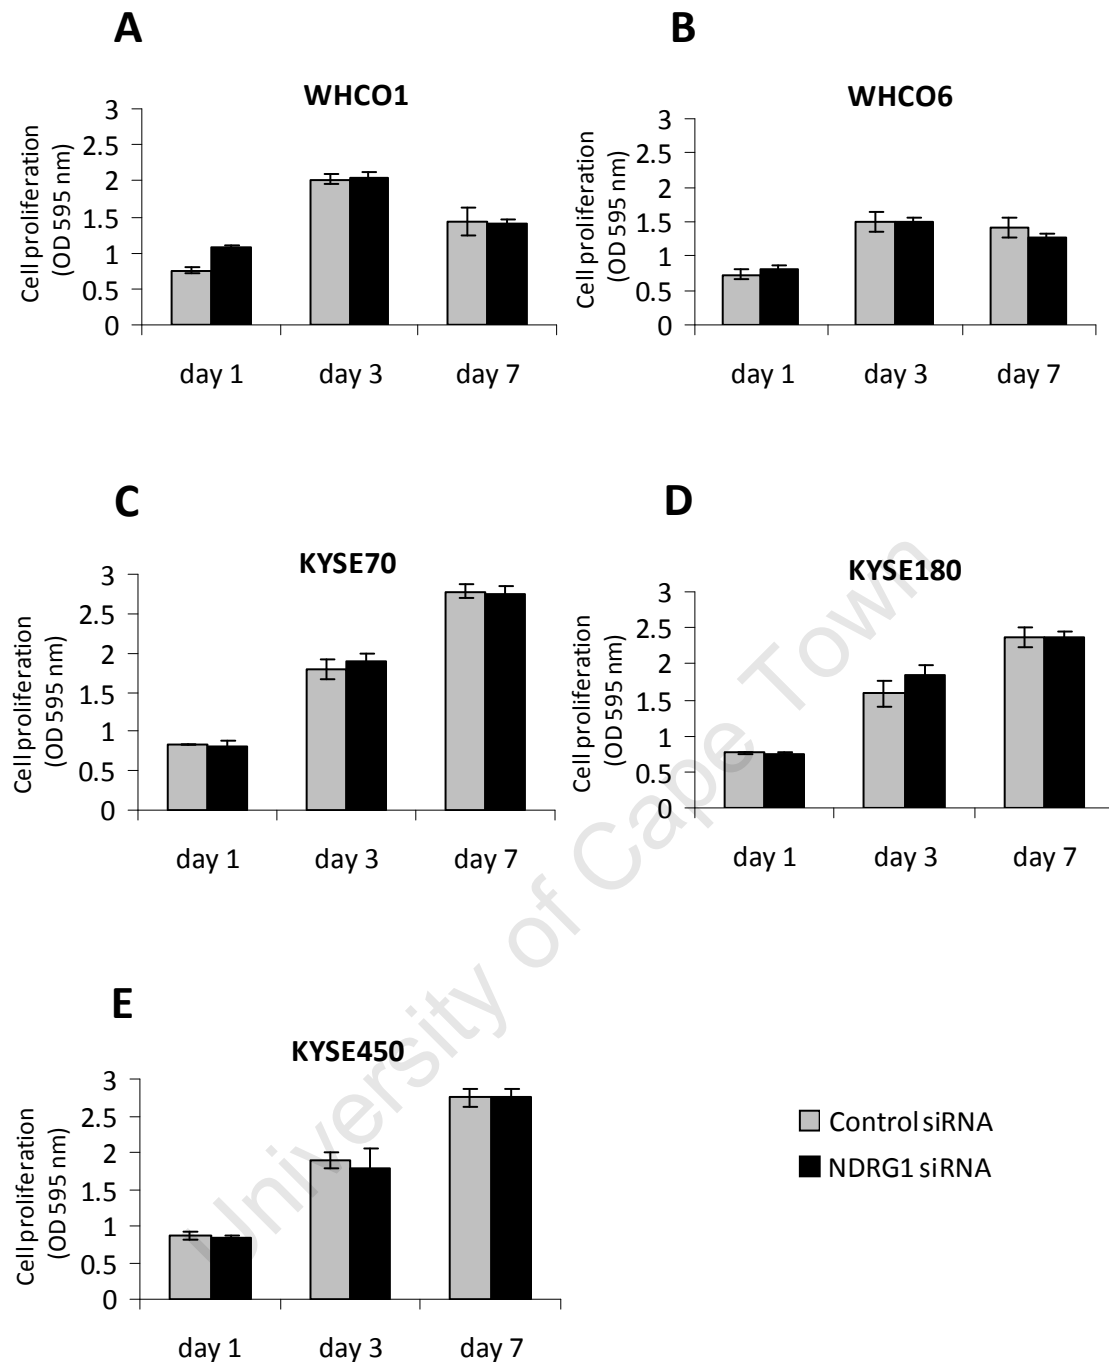 A
WHCO1
Cell proliferation
(OD 595 nm)
3
2.5
2
1.5
1
0.5
0
day 1 day 3 day 7
B
WHCO6
Cell proliferation
(OD 595 nm)
3
2.5
2
1.5
1
0.5
0
day 1 day 3 day 7
C
KYSE70
Cell proliferation
(OD 595 nm)
3
2.5
2
1.5
1
0.5
0
day 1 day 3 day 7
D
KYSE180
Cell proliferation
(OD 595 nm)
3
2.5
2
1.5
1
0.5
0
day 1 day 3 day 7
E
KYSE450
Cell proliferation
(OD 595 nm)
3
2.5
2
1.5
1
0.5
0
day 1 day 3 day 7
Control siRNA
NDRG1 siRNA
University of Cape Town